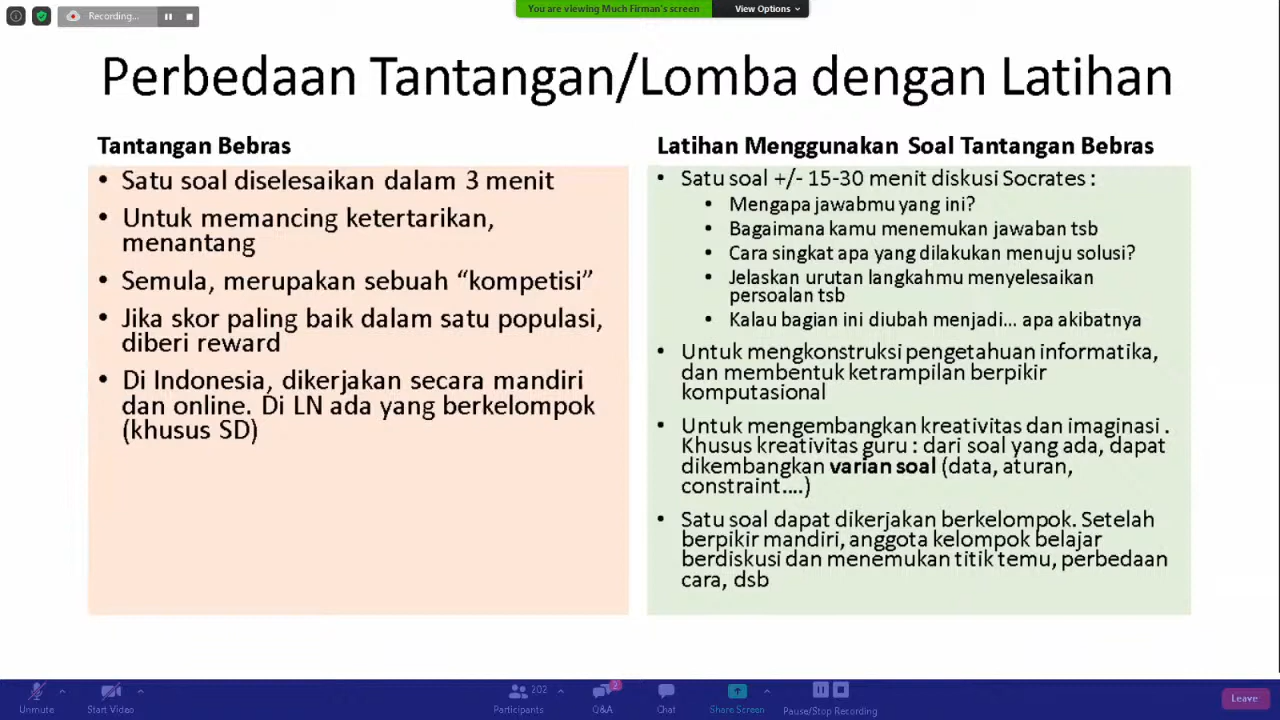 Recording...
You are viewing Much Firman's screen
View Options
Perbedaan Tantangan/Lomba dengan Latihan
Tantangan Bebras
• Satu soal diselesaikan dalam 3 menit
• Untuk memancing ketertarikan,
menantang
• Semula, merupakan sebuah “kompetisi”
• Jika skor paling baik dalam satu populasi,
diberi reward
• Di Indonesia, dikerjakan secara mandiri
dan online. Di LN ada yang berkelompok
(khusus SD)
Latihan Menggunakan Soal Tantangan Bebras
• Satu soal +/- 15-30 menit diskusi Socrates :
• Mengapa jawabmu yang ini?
• Bagaimana kamu menemukan jawaban tsb
• Cara singkat apa yang dilakukan menuju solusi?
• Jelaskan urutan langkahmu menyelesaikan
persoalan tsb
• Kalau bagian ini diubah menjadi... apa akibatnya
• Untuk mengkonstruksi pengetahuan informatika,
dan membentuk ketrampilan berpikir
komputasional
• Untuk mengembangkan kreativitas dan imaginasi .
Khusus kreativitas guru : dari soal yang ada, dapat
dikembangkan varian soal (data, aturan,
constraint....)
• Satu soal dapat dikerjakan berkelompok. Setelah
berpikir mandiri, anggota kelompok belajar
berdiskusi dan menemukan titik temu, perbedaan
cara, dsb
Unmute
Start Video
202
Participants
2
Q&A
Chat
Share Screen
Pause/Stop Recording
Leave